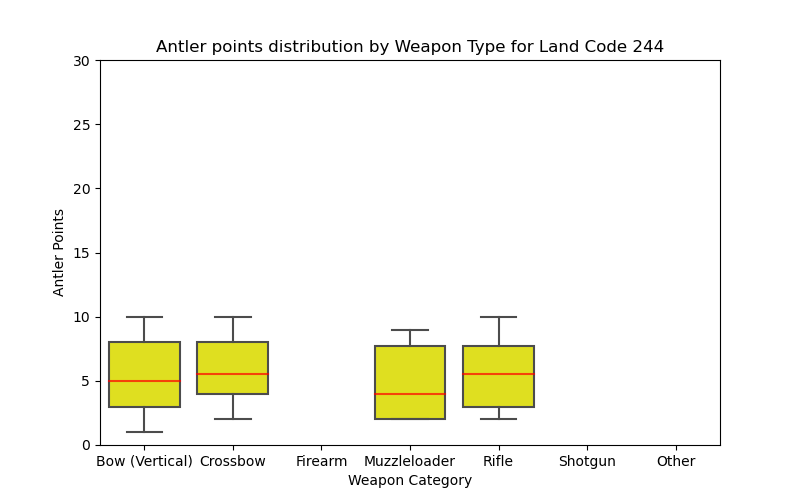 Antler points distribution by Weapon Type for Land Code 244
30
25
20
15
10
5
0
Antler Points
Bow (Vertical) Crossbow Firearm Muzzleloader Rifle Shotgun Other
Weapon Category